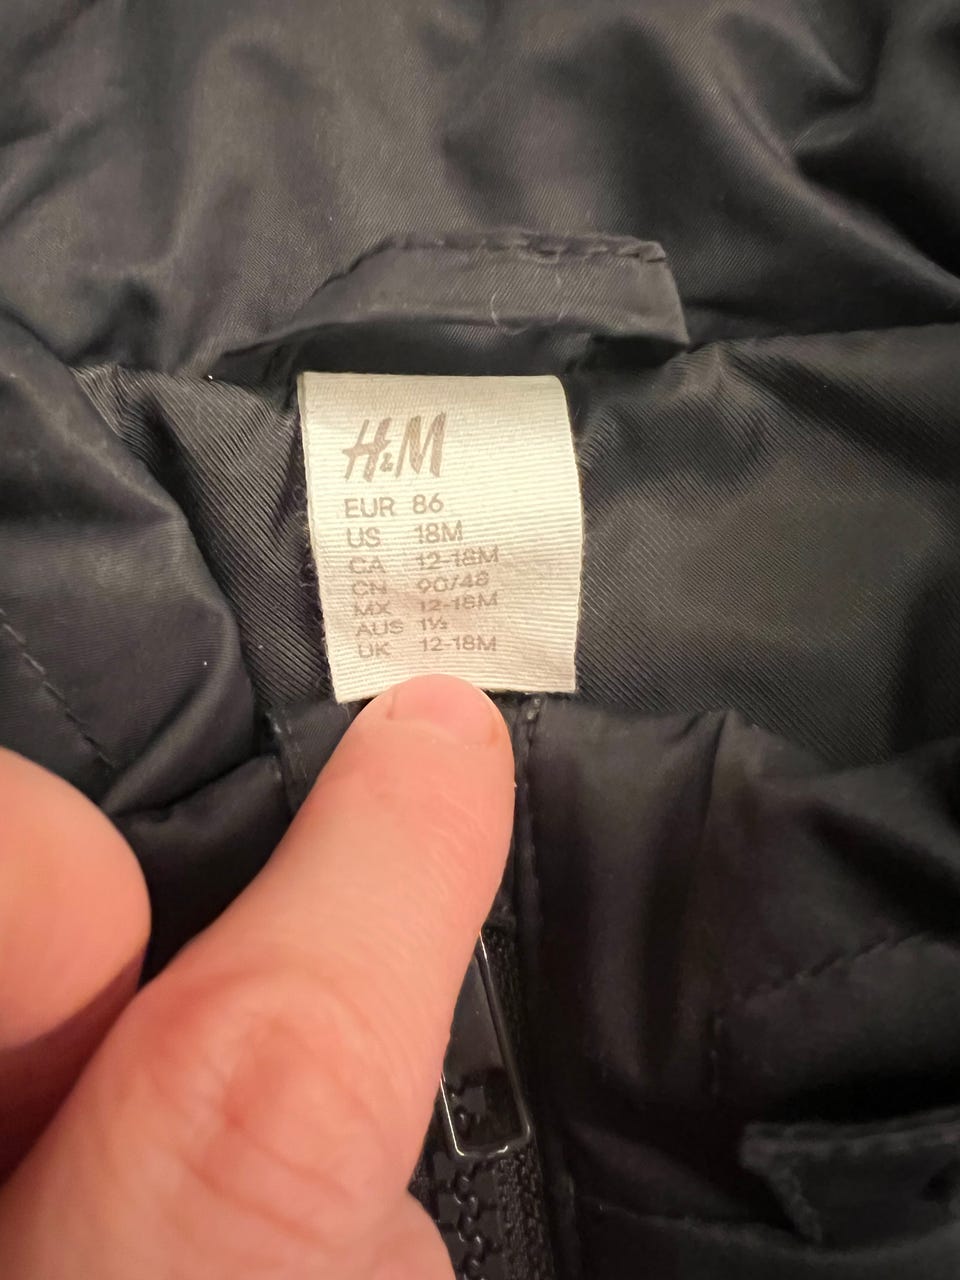 H&M
EUR 86
US 18M
CA 12-18M
CN 90/48
MX 12-18M
AUS 1½
UK 12-18M